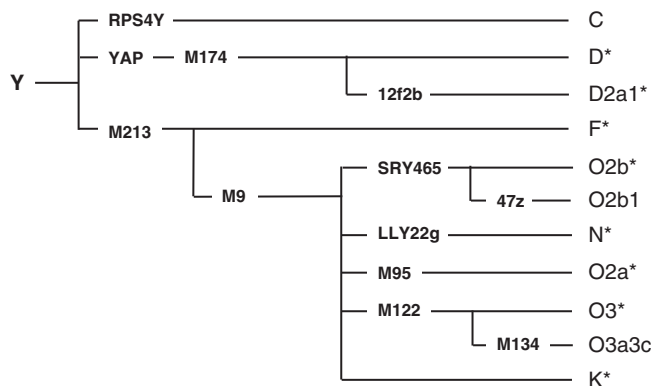 RPS4Y C
YAP M174 D*
Y
12f2b D2a1*
M213 F*
SRY465 O2b*
M9 47z O2b1
LLY22g N*
M95 O2a*
M122 O3*
M134 O3a3c
K*